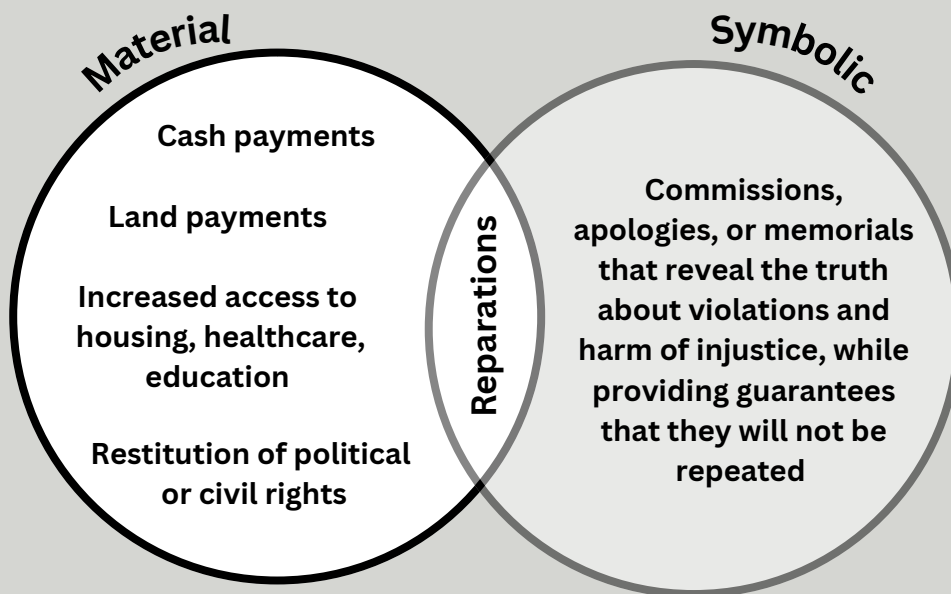 Material
Symbolic
Cash payments
Land payments
Increased access to
housing, healthcare,
education
Restitution of political
or civil rights
Reparations
Commissions,
apologies, or memorials
that reveal the truth
about violations and
harm of injustice, while
providing guarantees
that they will not be
repeated